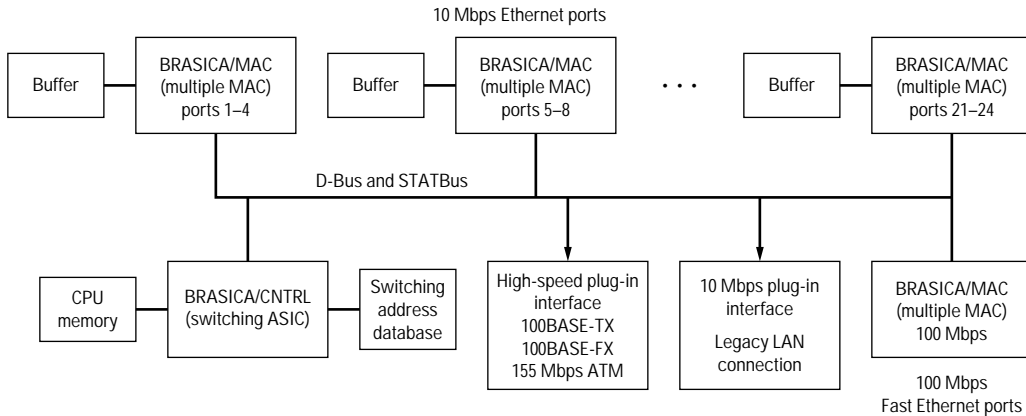 10 Mbps Ethernet ports
Buffer
BRASICA/MAC
(multiple MAC)
ports 1–4
Buffer
BRASICA/MAC
(multiple MAC)
ports 5–8
. . .
Buffer
BRASICA/MAC
(multiple MAC)
ports 21–24
D-Bus and STATBus
CPU
memory
BRASICA/CNTRL
(switching ASIC)
Switching
address
database
High-speed plug-in
interface
100BASE-TX
100BASE-FX
155 Mbps ATM
10 Mbps plug-in
interface
Legacy LAN
connection
BRASICA/MAC
(multiple MAC)
100 Mbps
100 Mbps
Fast Ethernet ports